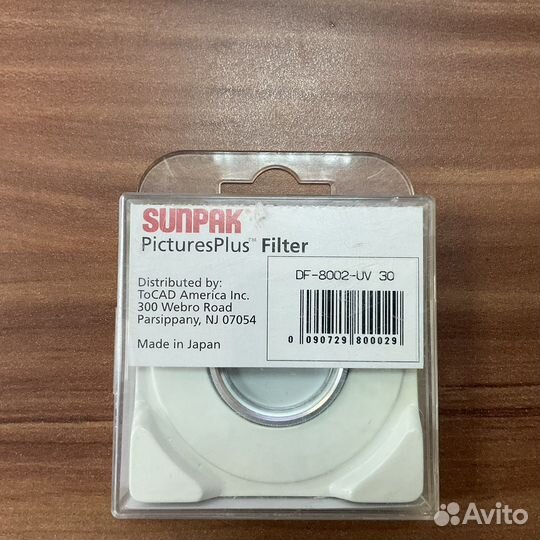 SUNPAK
PicturesPlus™ Filter
Distributed by:
ToCAD America Inc.
300 Webro Road
Parsippany, NJ 07054
Made in Japan
DF-8002-UV 30
0 090729 800029
Avito